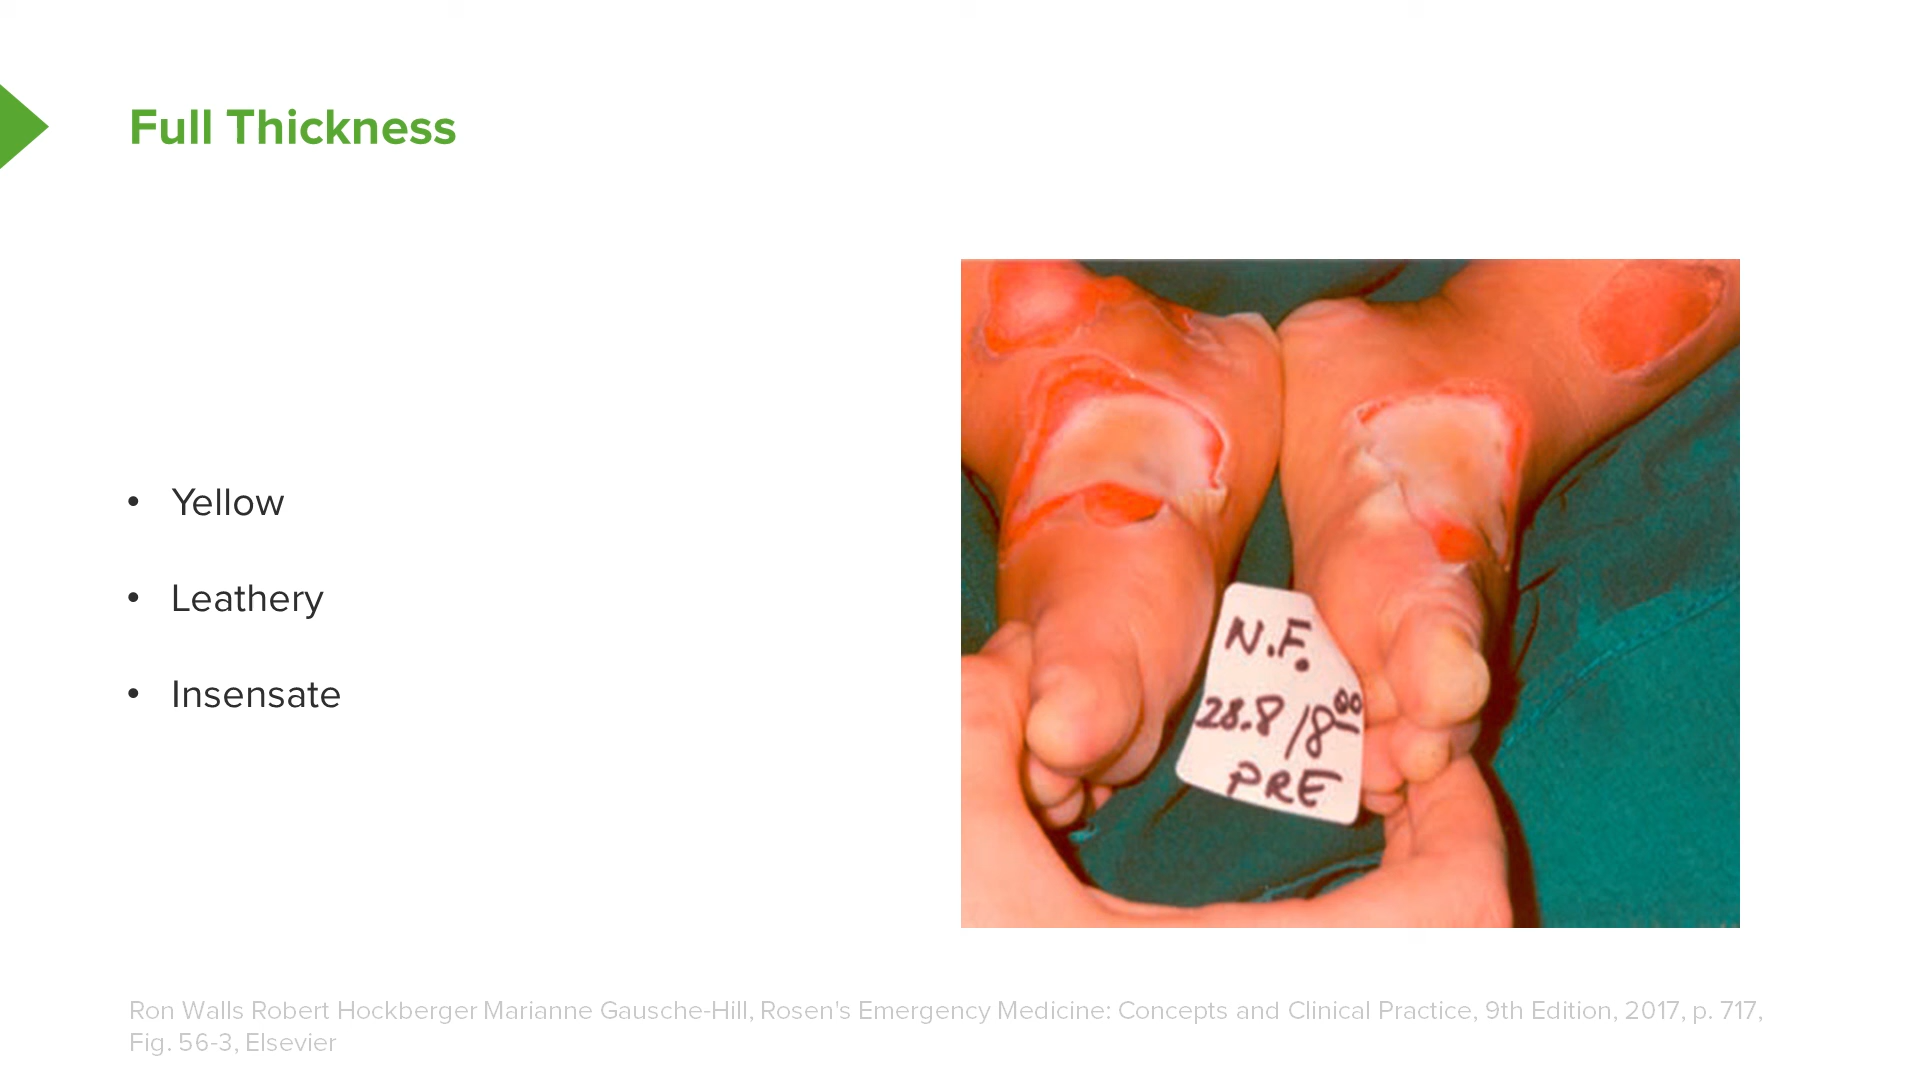 Full Thickness
• Yellow
• Leathery
• Insensate
N.F.
28.8/8⁰⁰
PRE
Ron Walls Robert Hockberger Marianne Gausche-Hill, Rosen's Emergency Medicine: Concepts and Clinical Practice, 9th Edition, 2017, p. 717,
Fig. 56-3, Elsevier